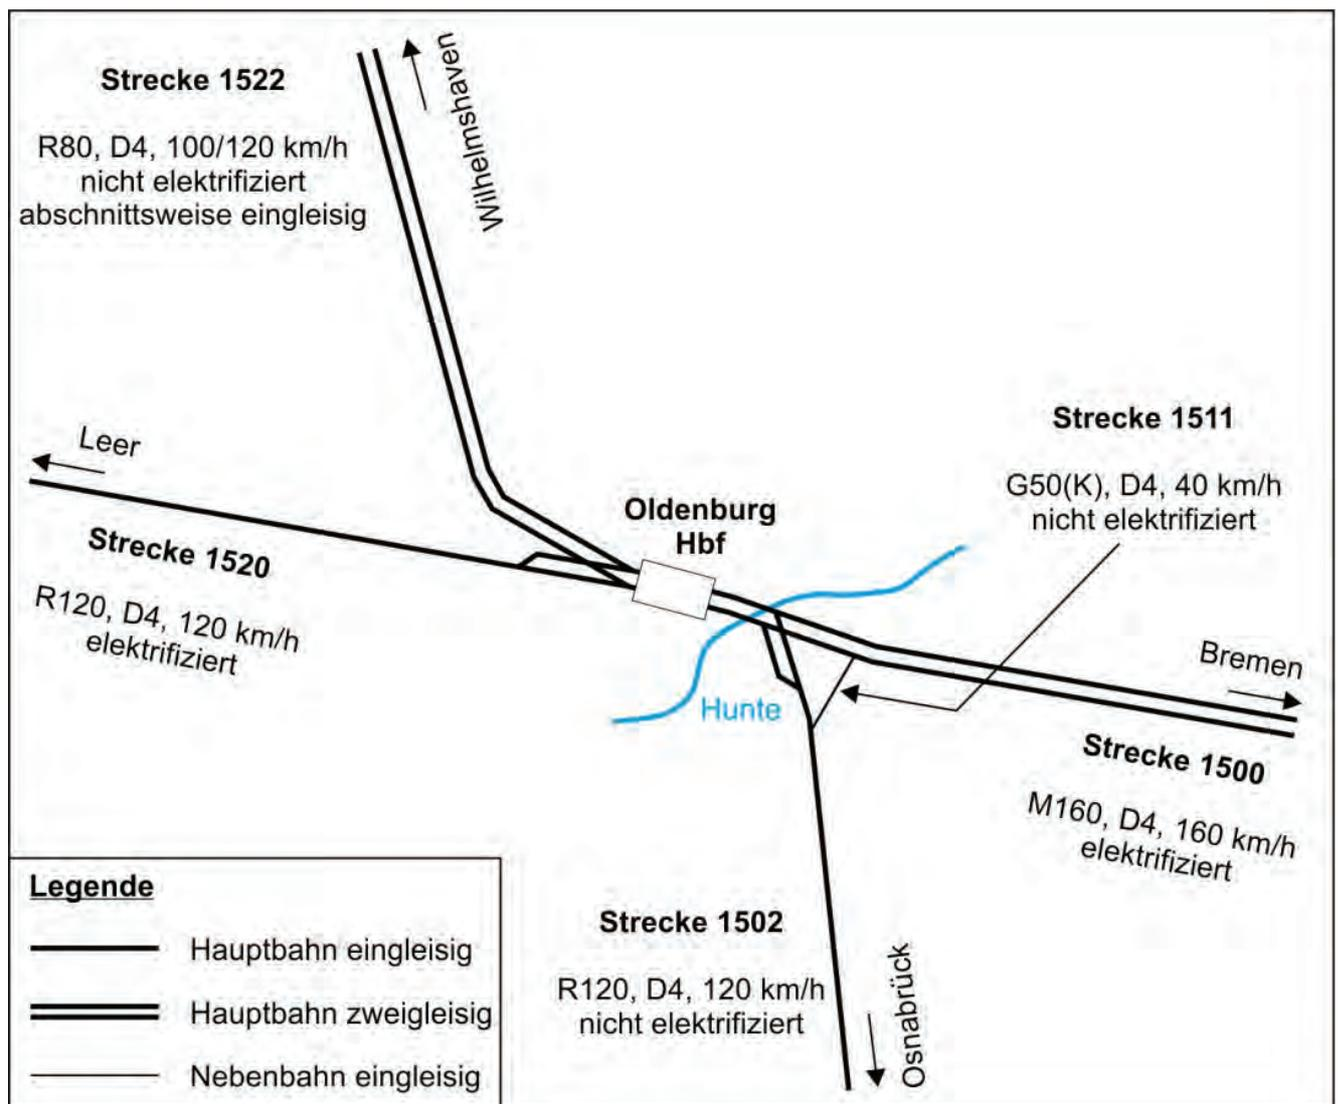 Strecke 1522
R80, D4, 100/120 km/h
nicht elektrifiziert
abschnittsweise eingleisig
Wilhelmshaven
Leer
Strecke 1520
R120, D4, 120 km/h
elektrifiziert
Oldenburg
Hbf
Hunte
Strecke 1511
G50(K), D4, 40 km/h
nicht elektrifiziert
Bremen
Strecke 1500
M160, D4, 160 km/h
elektrifiziert
Strecke 1502
R120, D4, 120 km/h
nicht elektrifiziert
Osnabrück
Legende
Hauptbahn eingleisig
Hauptbahn zweigleisig
Nebenbahn eingleisig